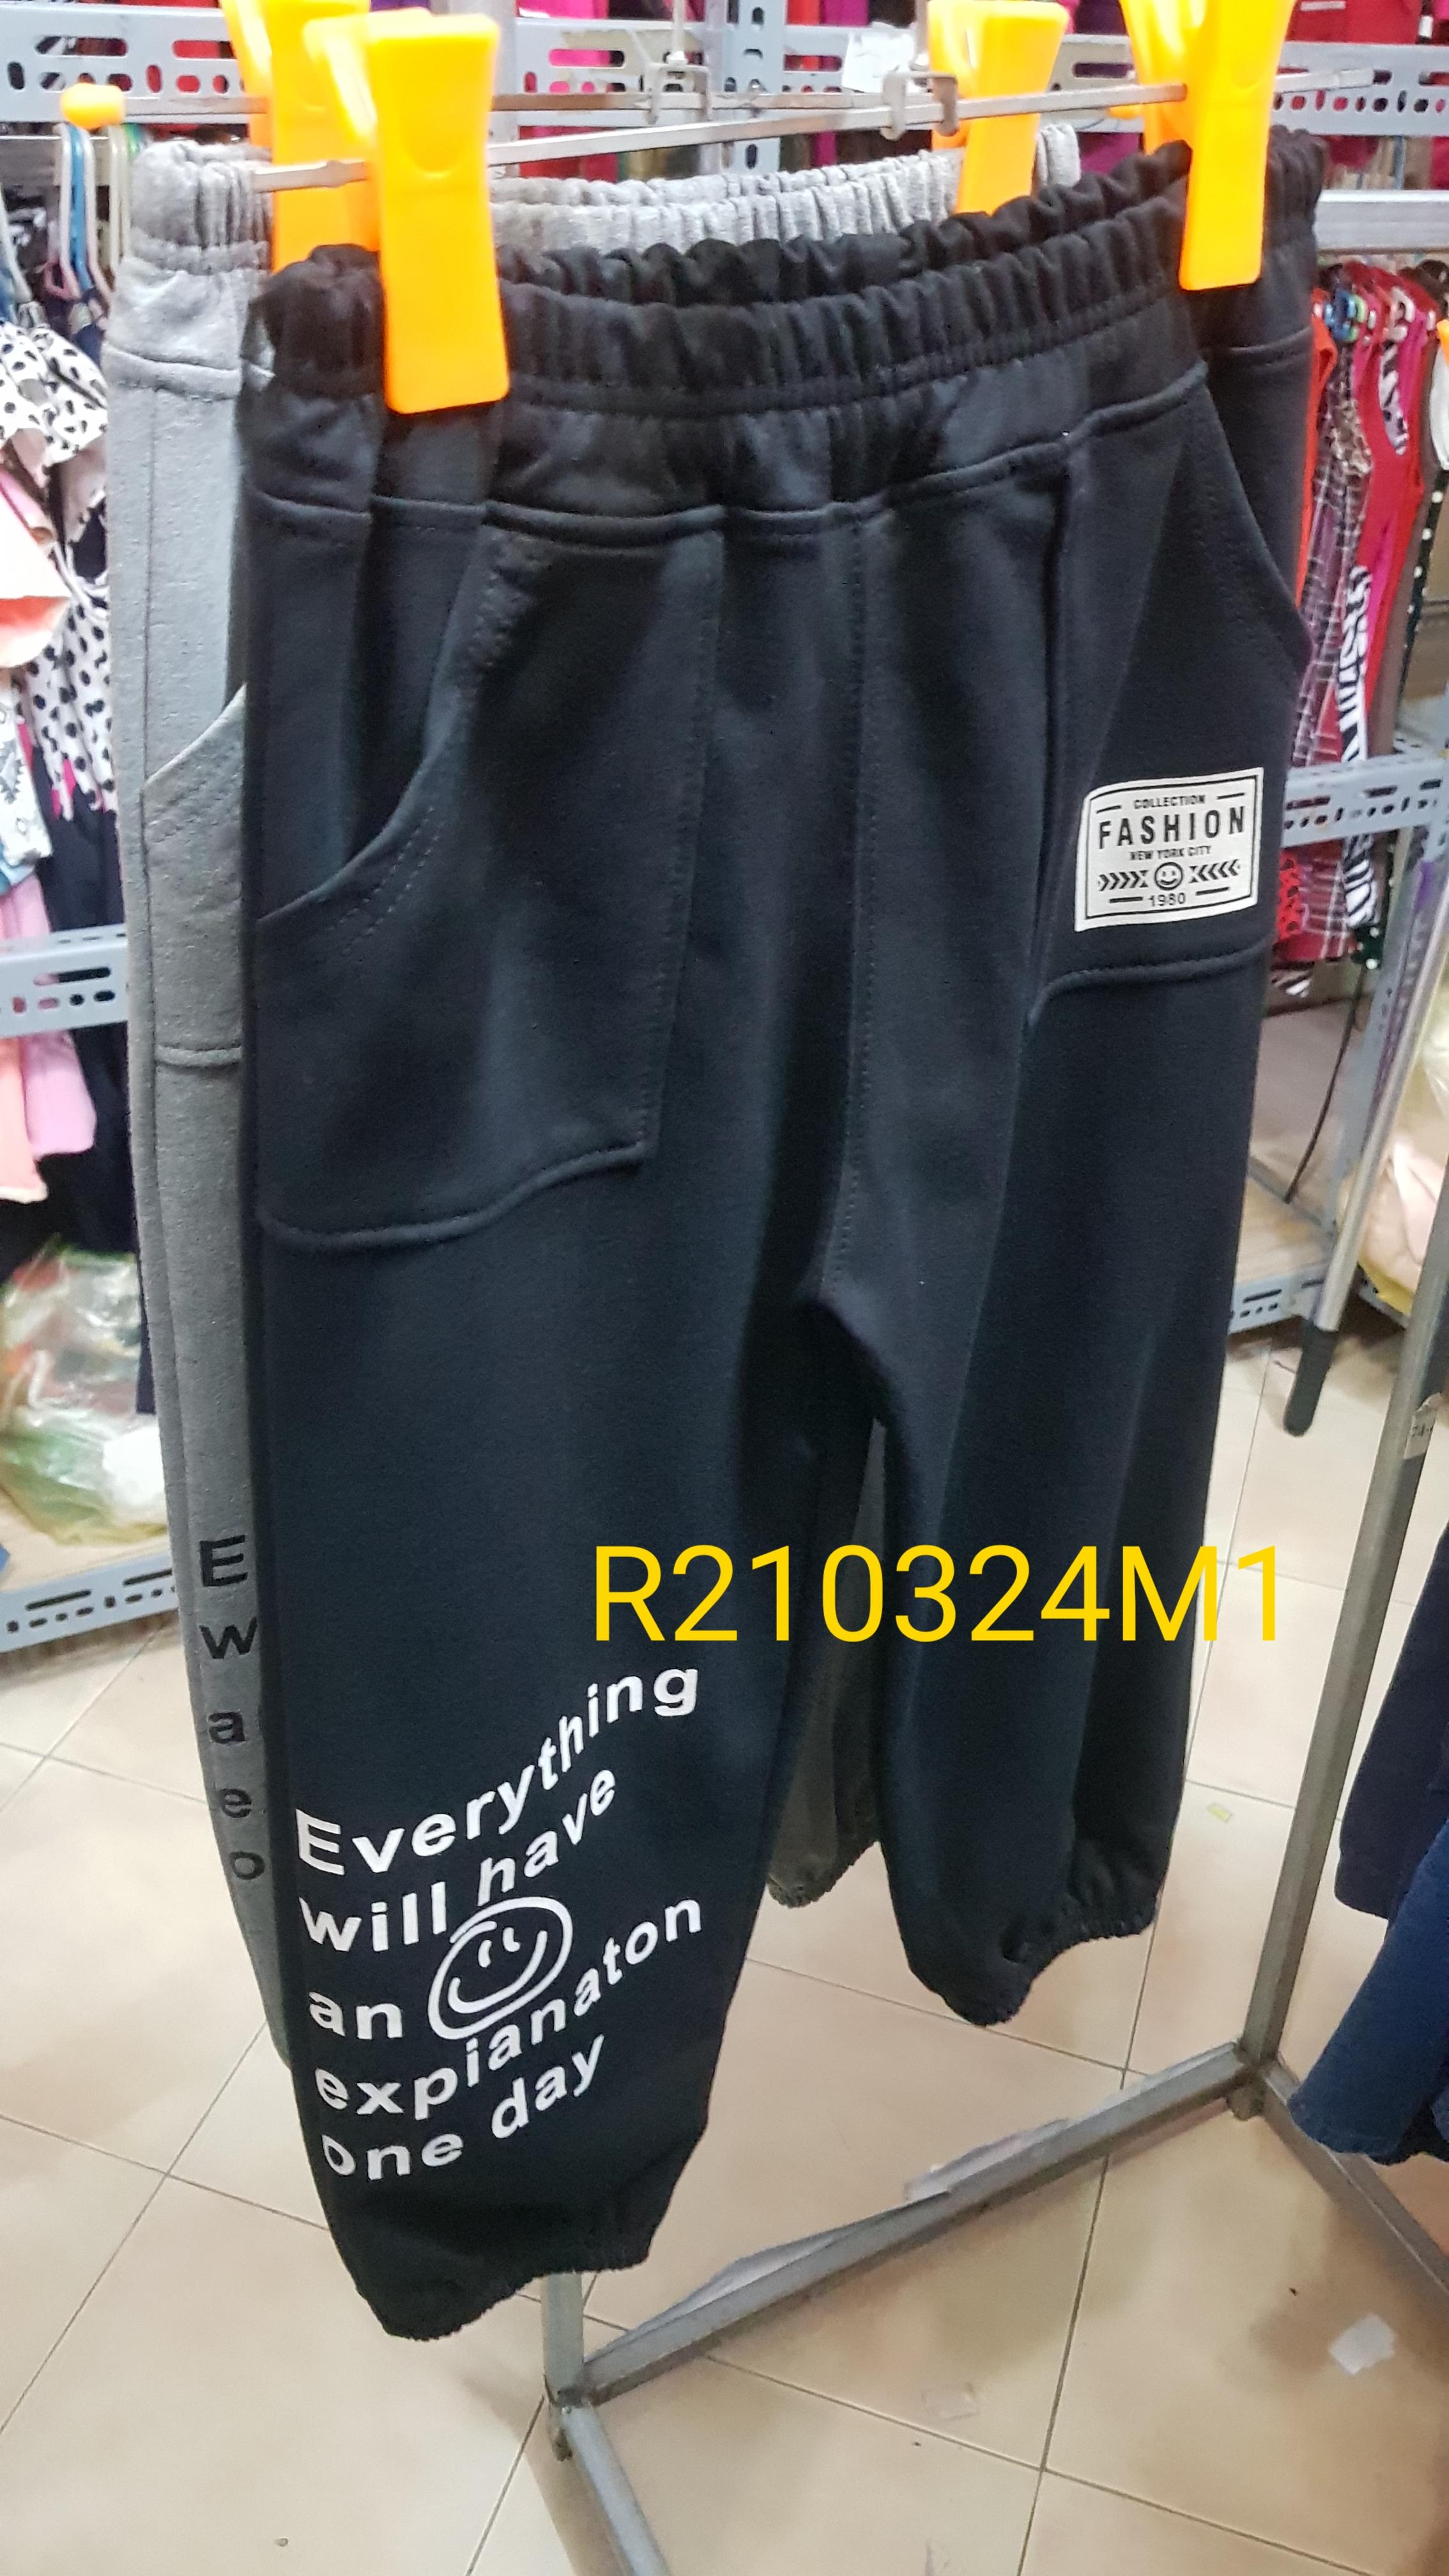 COLLECTION
FASHION
NEW YORK CITY
1980
R210324M1
Everything
will have
an
expianaton
one day
E
w
a
e
o